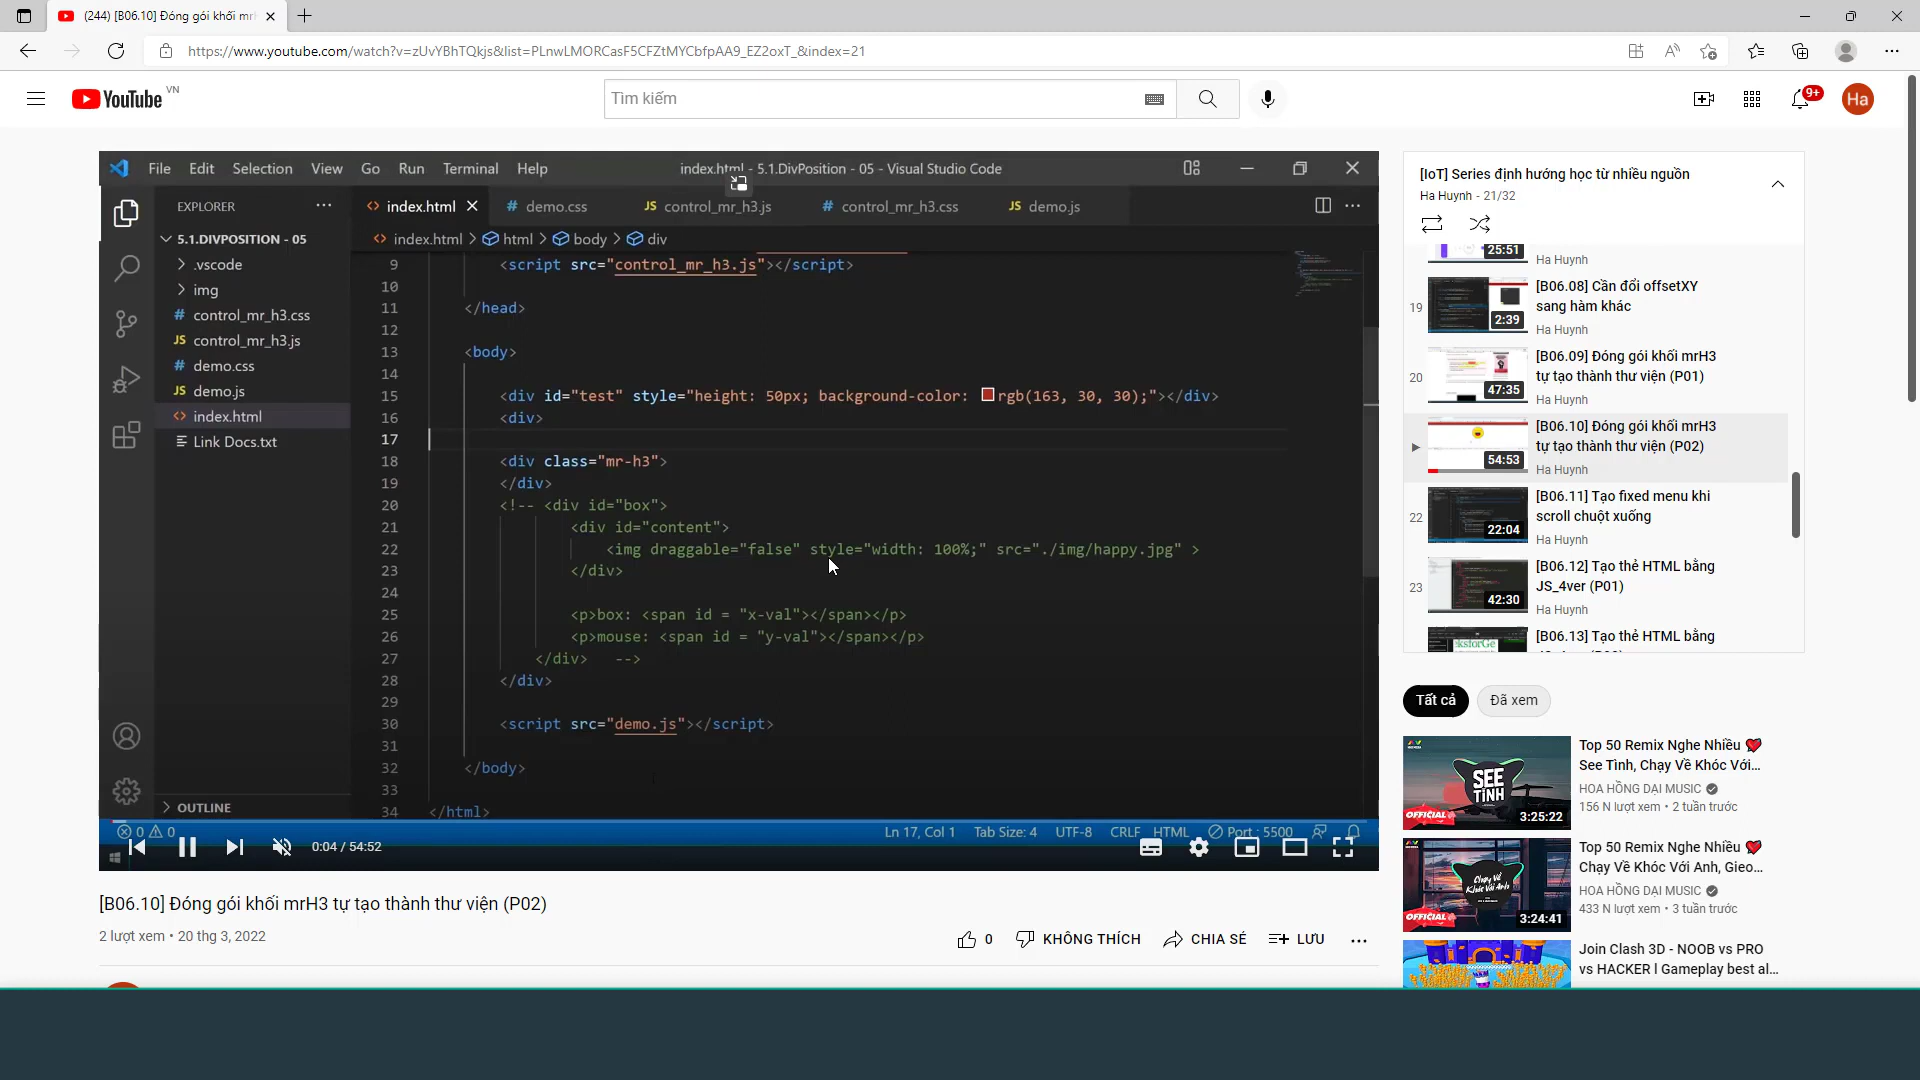 (244) [B06.10] Đóng gói khối mrH
https://www.youtube.com/watch?v=zUvYBhTQkjs&list=PLnwLMORCasF5CFZtMYCbfpAA9_EZ2oxT_&index=21
YouTube VN
Tìm kiếm
9+
Ha
File Edit Selection View Go Run Terminal Help
index.html - 5.1.DivPosition - 05 - Visual Studio Code
EXPLORER
5.1.DIVPOSITION - 05
.vscode
img
# control_mr_h3.css
JS control_mr_h3.js
# demo.css
JS demo.js
<> index.html
Link Docs.txt
OUTLINE
<> index.html # demo.css JS control_mr_h3.js # control_mr_h3.css JS demo.js
<> index.html > html > body > div
9 <script src="control_mr_h3.js"></script>
10
11 </head>
12
13 <body>
14
15 <div id="test" style="height: 50px; background-color: rgb(163, 30, 30);"></div>
16 <div>
17
18 <div class="mr-h3">
19 </div>
20 <!-- <div id="box">
21 <div id="content">
22 <img draggable="false" style="width: 100%;" src="./img/happy.jpg" >
23 </div>
24
25 <p>box: <span id = "x-val"></span></p>
26 <p>mouse: <span id = "y-val"></span></p>
27 </div> -->
28 </div>
29
30 <script src="demo.js"></script>
31
32 </body>
33
34 </html>
0 0
Ln 17, Col 1 Tab Size: 4 UTF-8 CRLF HTML Port : 5500
0:04 / 54:52
[B06.10] Đóng gói khối mrH3 tự tạo thành thư viện (P02)
2 lượt xem • 20 thg 3, 2022
0 KHÔNG THÍCH CHIA SẺ LƯU
[IoT] Series định hướng học từ nhiều nguồn
Ha Huynh - 21/32
25:51
Ha Huynh
19
2:39
[B06.08] Cần đổi offsetXY
sang hàm khác
Ha Huynh
20
47:35
[B06.09] Đóng gói khối mrH3
tự tạo thành thư viện (P01)
Ha Huynh
54:53
[B06.10] Đóng gói khối mrH3
tự tạo thành thư viện (P02)
Ha Huynh
22
22:04
[B06.11] Tạo fixed menu khi
scroll chuột xuống
Ha Huynh
23
42:30
[B06.12] Tạo thẻ HTML bằng
JS_4ver (P01)
Ha Huynh
[B06.13] Tạo thẻ HTML bằng
Tất cả Đã xem
SEE
TÌNH
OFFICIAL
3:25:22
Top 50 Remix Nghe Nhiều ❤️
See Tình, Chạy Về Khóc Với...
HOA HỒNG DẠI MUSIC
156 N lượt xem • 2 tuần trước
Chạy Về
Khóc Với Anh
OFFICIAL
3:24:41
Top 50 Remix Nghe Nhiều ❤️
Chạy Về Khóc Với Anh, Gieo...
HOA HỒNG DẠI MUSIC
433 N lượt xem • 3 tuần trước
Join Clash 3D - NOOB vs PRO
vs HACKER l Gameplay best al...